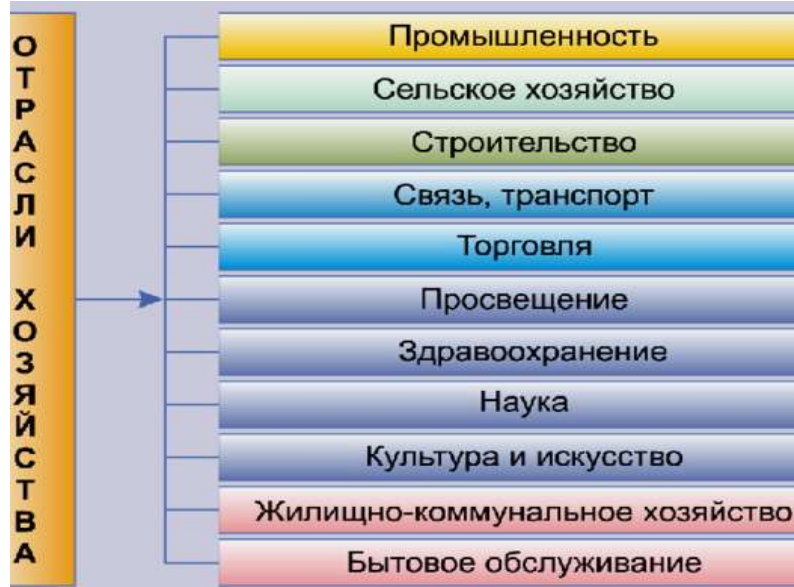 ОТРАСЛИ ХОЗЯЙСТВА
Промышленность
Сельское хозяйство
Строительство
Связь, транспорт
Торговля
Просвещение
Здравоохранение
Наука
Культура и искусство
Жилищно-коммунальное хозяйство
Бытовое обслуживание